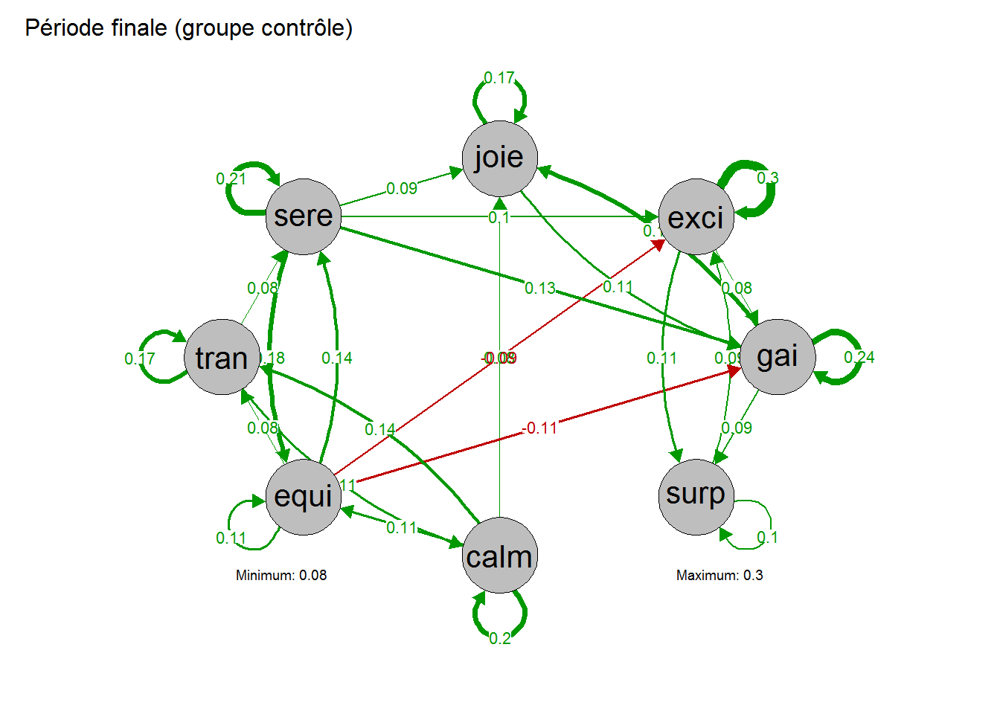 Période finale (groupe contrôle)
0.17
joie
0.21
0.3
sere
0.09
exci
0.1
0.08
0.13
0.11
0.08
tran
0.17
0.18
0.14
0.11
gai
0.24
0.08
0.14
-0.11
0.09
equi
11
surp
0.11
0.11
calm
0.1
Minimum: 0.08
Maximum: 0.3
0.2